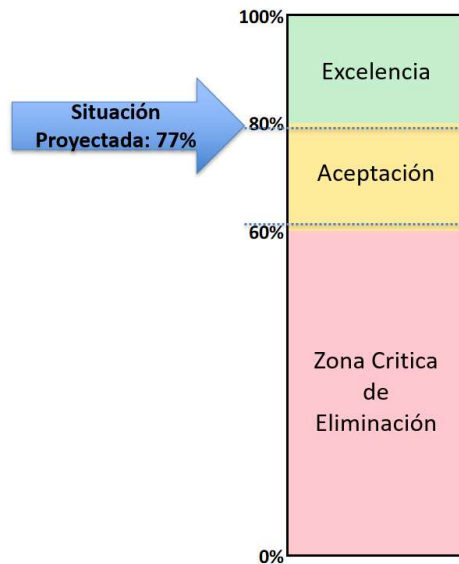 100%
Excelencia
Situación
Proyectada: 77%
80%
Aceptación
60%
Zona Critica
de
Eliminación
0%